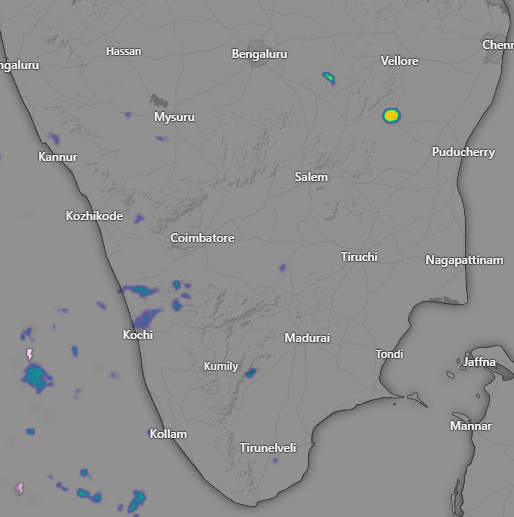 Hassan
Bengaluru
Chenn
ngaluru
Vellore
Mysuru
Kannur
Puducherry
Salem
Kozhikode
Coimbatore
Tiruchi
Nagapattinam
Kochi
Madurai
Tondi
Kumily
Jaffna
Mannar
Kollam
Tirunelveli